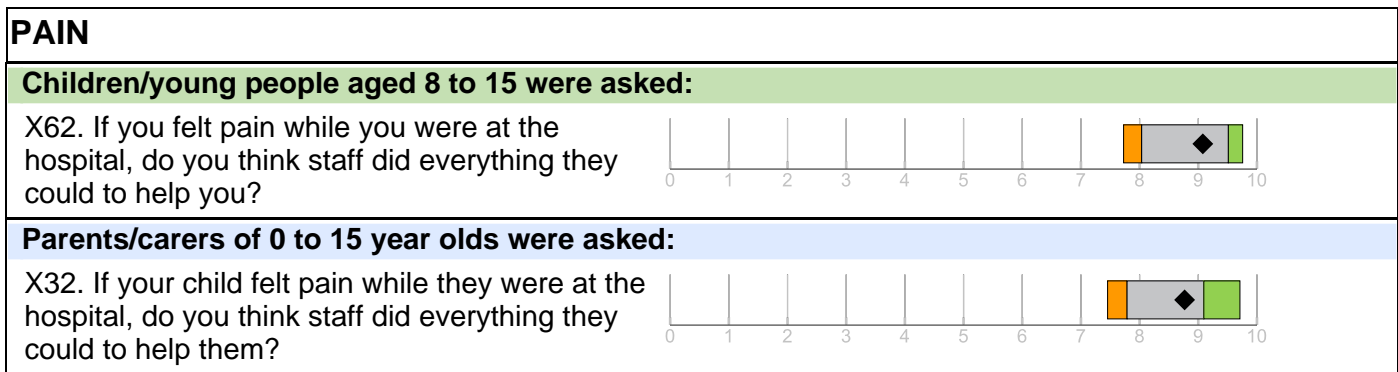 PAIN
Children/young people aged 8 to 15 were asked:
X62. If you felt pain while you were at the
hospital, do you think staff did everything they
could to help you?
0 1 2 3 4 5 6 7 8 9 10
Parents/carers of 0 to 15 year olds were asked:
X32. If your child felt pain while they were at the
hospital, do you think staff did everything they
could to help them?
0 1 2 3 4 5 6 7 8 9 10